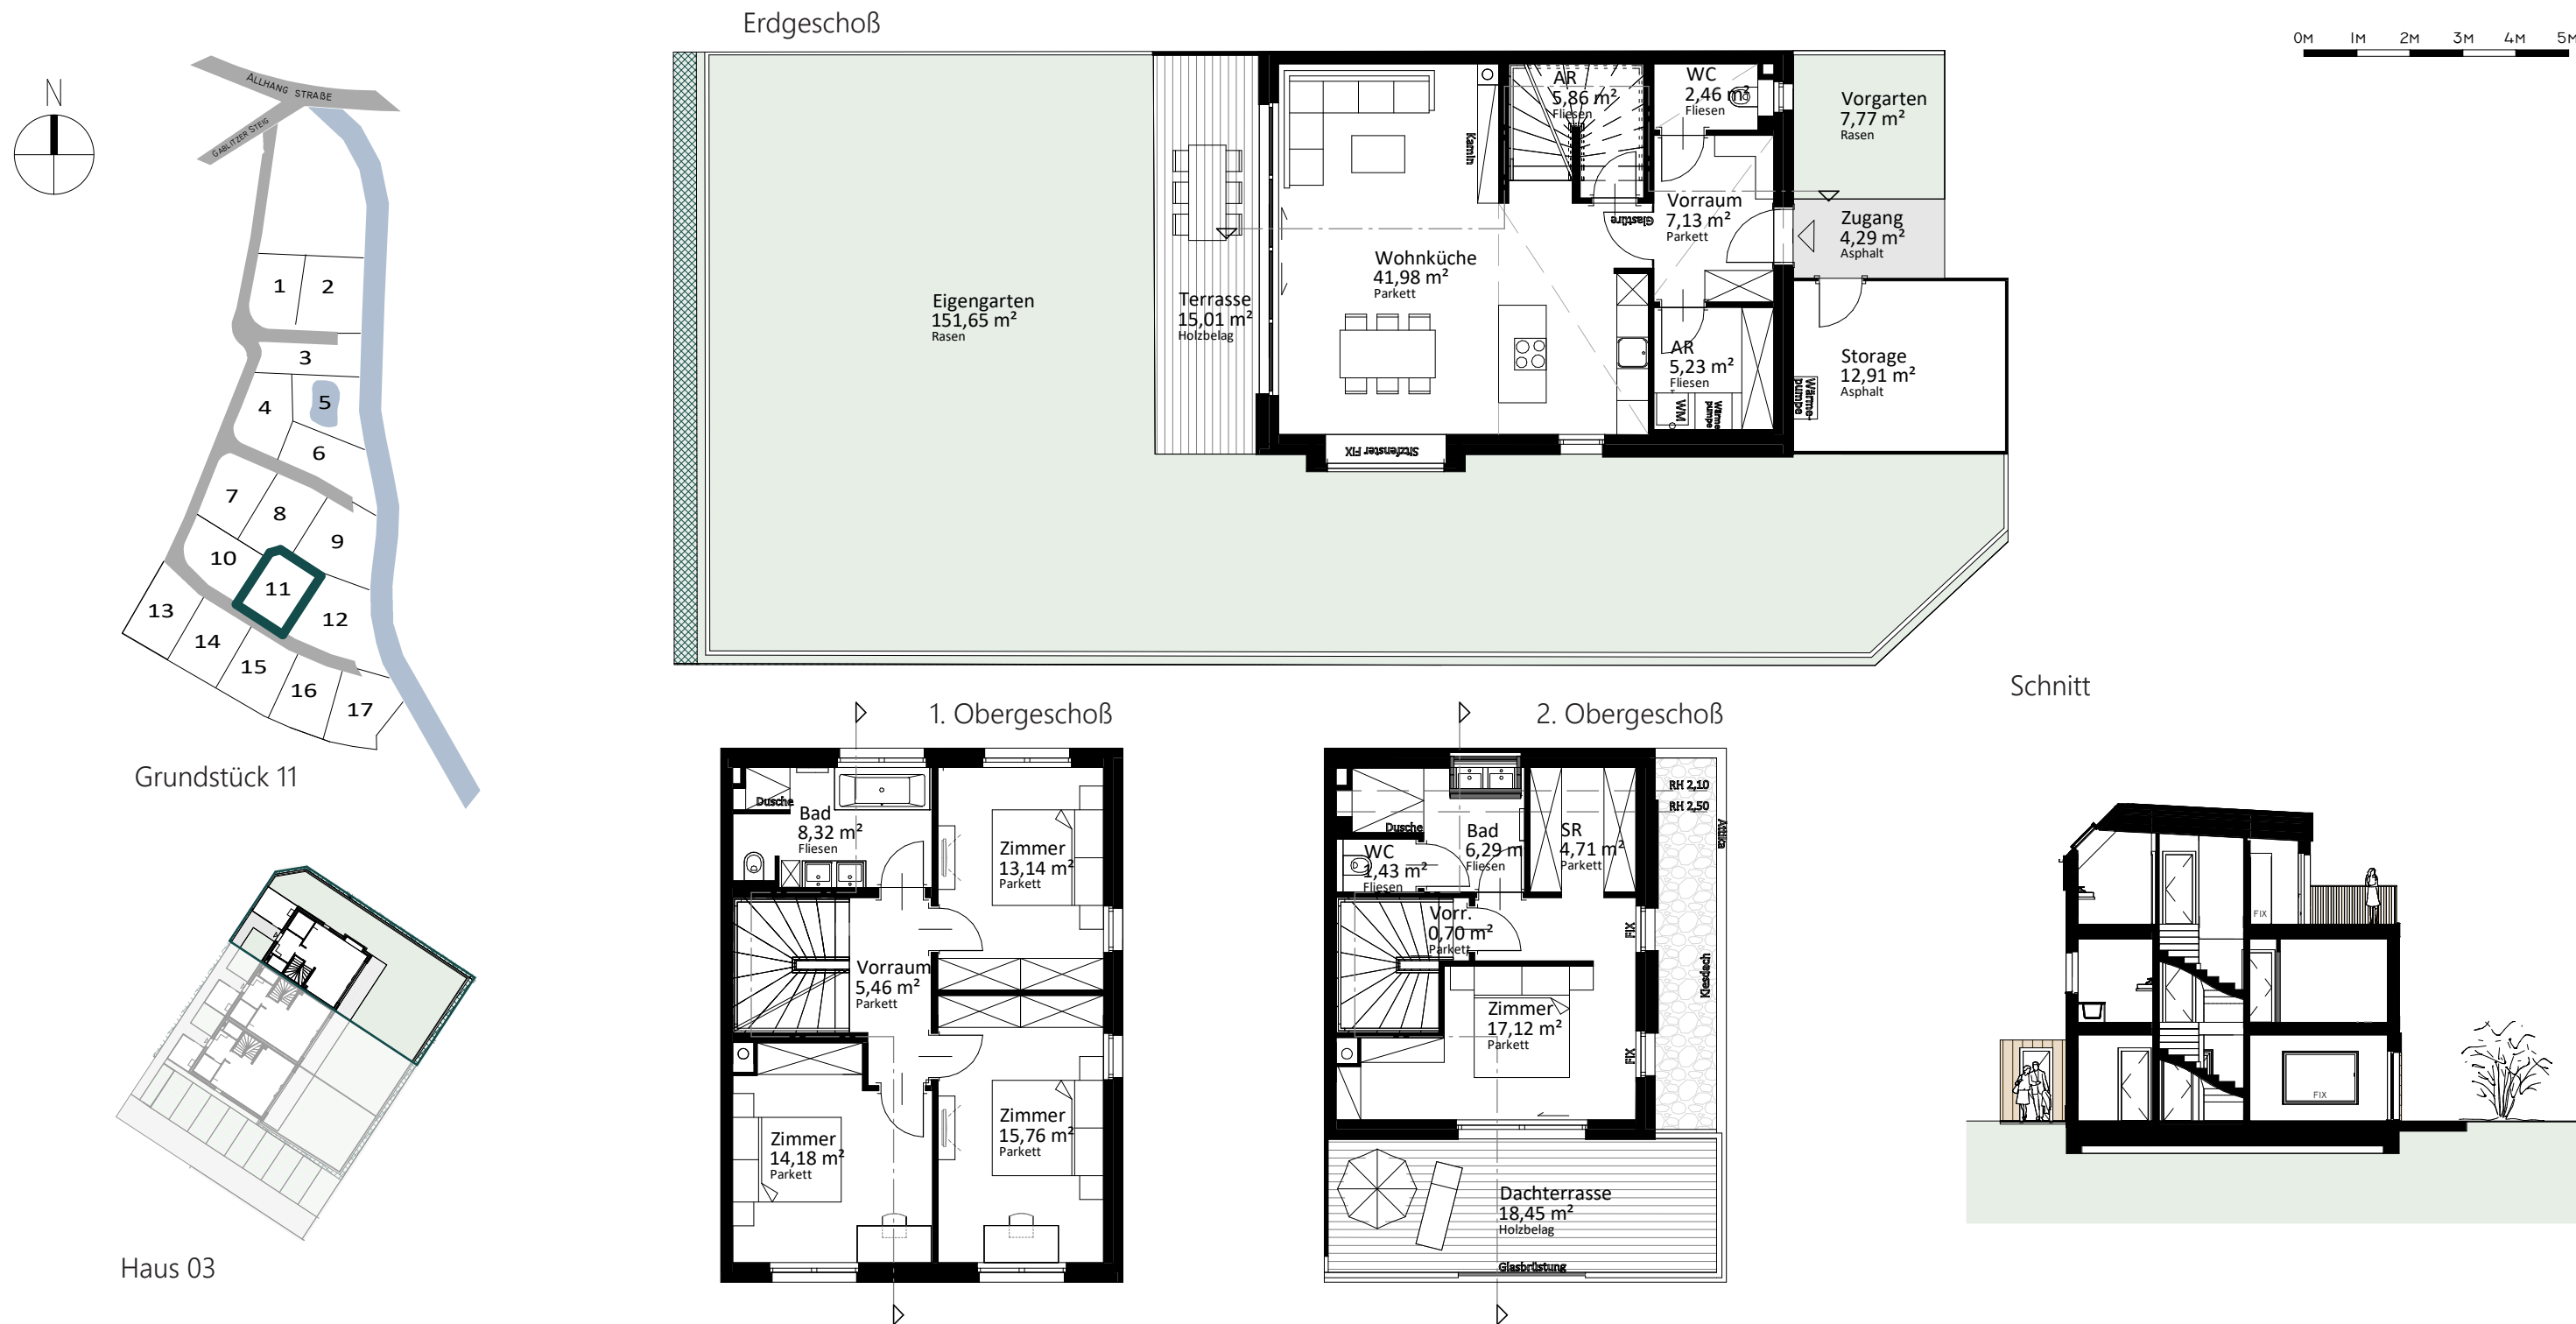 Erdgeschoß
0M 1M 2M 3M 4M 5M
N
ALLHANG STRAßE
GABLITZER STEIG
1
2
3
4
5
6
7
8
9
10
11
12
13
14
15
16
17
Grundstück 11
Haus 03
Eigengarten
151,65 m²
Rasen
Terrasse
15,01 m²
Holzbelag
Wohnküche
41,98 m²
Parkett
Kamin
Sitzfenster FIX
AR
5,86 m²
Fliesen
Glastüre
WC
2,46 m²
Fliesen
Vorraum
7,13 m²
Parkett
AR
5,23 m²
Fliesen
WM
Wärme
pumpe
Vorgarten
7,77 m²
Rasen
Zugang
4,29 m²
Asphalt
Storage
12,91 m²
Asphalt
Wärme-
pumpe
1. Obergeschoß
Dusche
Bad
8,32 m²
Fliesen
Zimmer
13,14 m²
Parkett
Vorraum
5,46 m²
Parkett
Zimmer
14,18 m²
Parkett
Zimmer
15,76 m²
Parkett
2. Obergeschoß
Dusche
Bad
6,29 m
Fliesen
SR
4,71 m²
Parkett
WC
1,43 m²
Fliesen
Vorr.
0,70 m²
Parkett
Zimmer
17,12 m²
Parkett
FIX
FIX
RH 2,10
RH 2,50
Attika
Kiesdach
Dachterrasse
18,45 m²
Holzbelag
Glasbrüstung
Schnitt
FIX
FIX